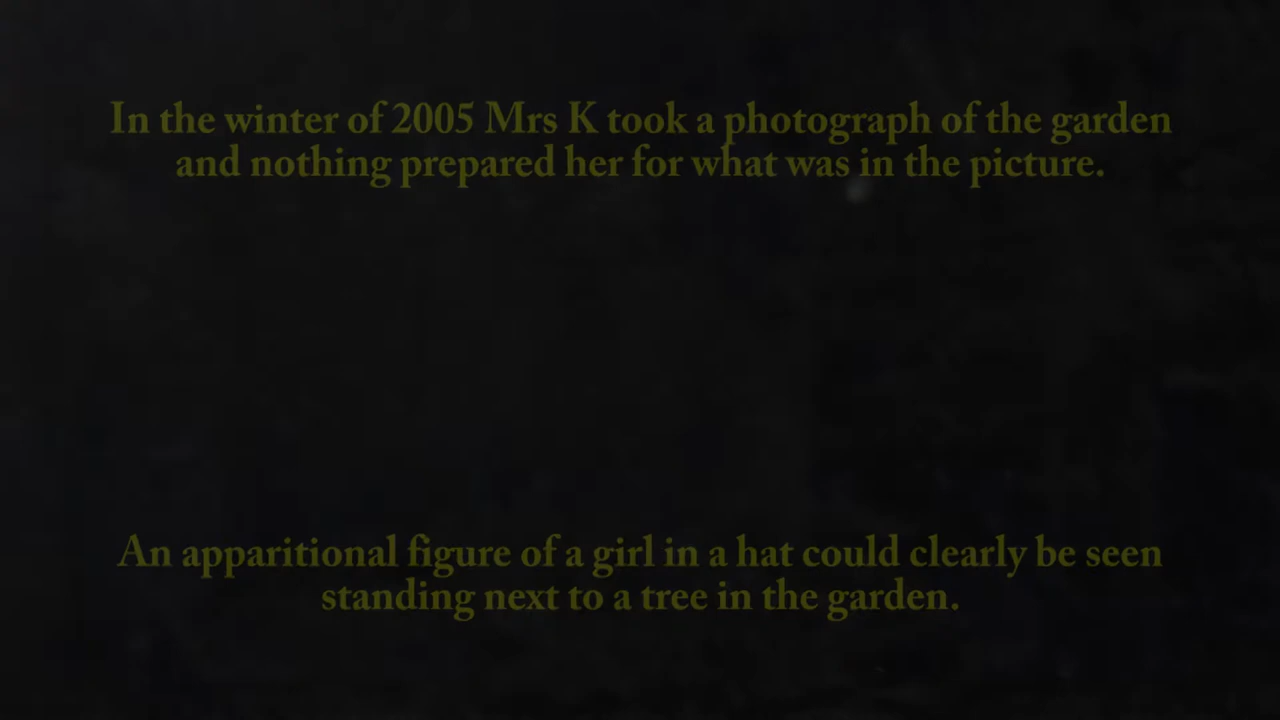 In the winter of 2005 Mrs K took a photograph of the garden
and nothing prepared her for what was in the picture.
An apparitional figure of a girl in a hat could clearly be seen
standing next to a tree in the garden.